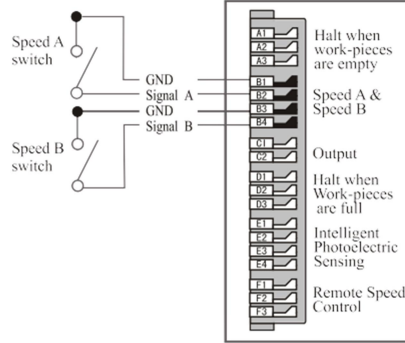 Speed A
switch
GND
Signal A
GND
Signal B
Speed B
switch
A1
A2
A3
Halt when
work-pieces
are empty
B1
B2
B3
B4
Speed A &
Speed B
C1
C2
Output
D1
D2
D3
Halt when
Work-pieces
are full
E1
E2
E3
E4
Intelligent
Photoelectric
Sensing
F1
F2
F3
Remote Speed
Control